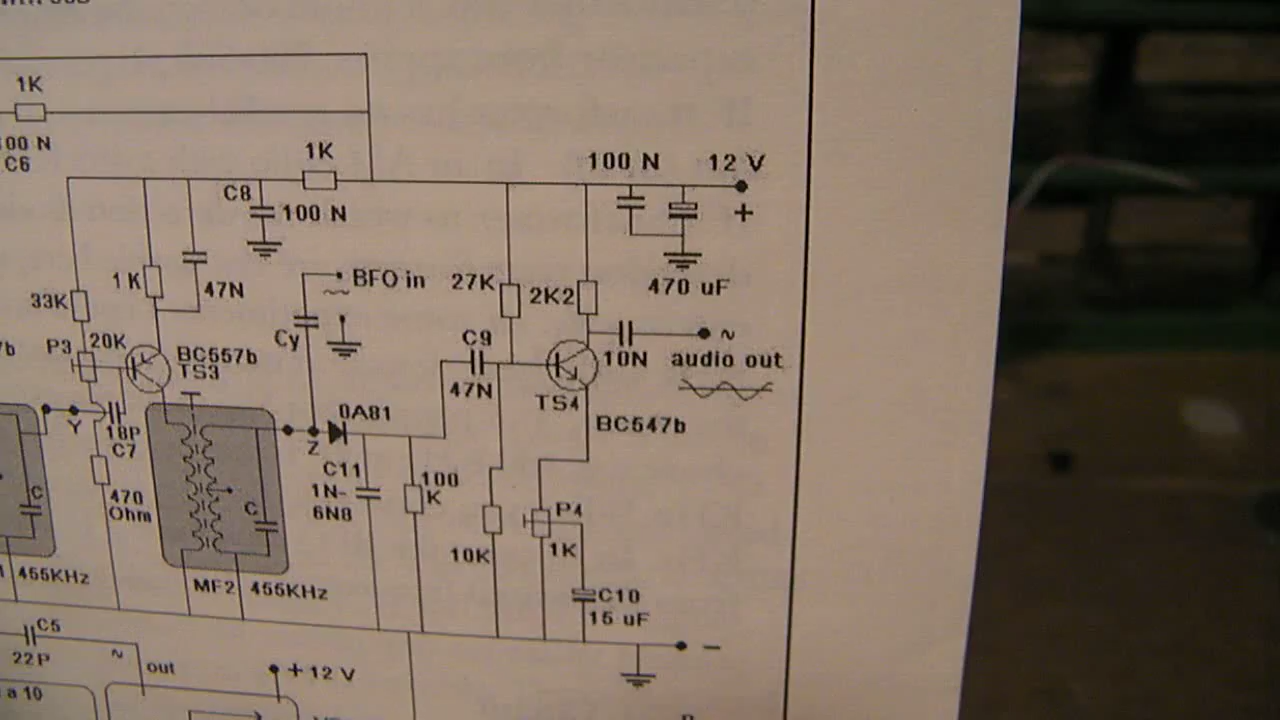 1K
C6
1K
100 N
12 V
+
C8
100 N
BFO in
~
1K
47N
27K
2K2
470 uF
33K
P3
20K
Cy
C9
~
BC557b
TS3
10N
audio out
47N
TS4
BC547b
0A81
Y
18P
C7
Z
C11
1N-
6N8
100
K
470
Ohm
C
C
P4
1K
10K
455KHz
MF2
455KHz
C10
15 uF
C5
22P
~
out
+ 12 V
−
a 10